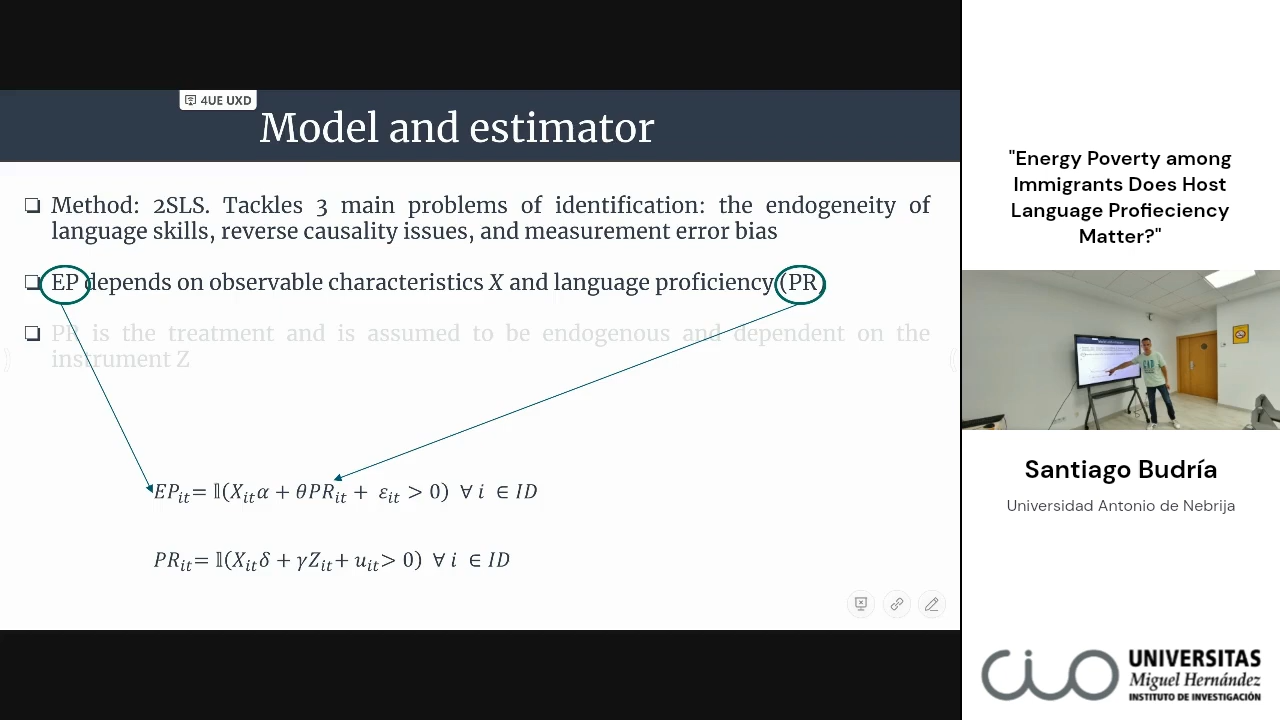 4UE UXD
Model and estimator
❑ Method: 2SLS. Tackles 3 main problems of identification: the endogeneity of
language skills, reverse causality issues, and measurement error bias
❑ EP depends on observable characteristics X and language proficiency (PR)
❑ PR is the treatment and is assumed to be endogenous and dependent on the
instrument Z
EP_it = 𝕀(X_it α + θPR_it + ε_it > 0) ∀ i ∈ ID
PR_it = 𝕀(X_it δ + γZ_it + u_it > 0) ∀ i ∈ ID
"Energy Poverty among
Immigrants Does Host
Language Profieciency
Matter?"
Santiago Budría
Universidad Antonio de Nebrija
CIO
UNIVERSITAS
Miguel Hernández
INSTITUTO DE INVESTIGACIÓN